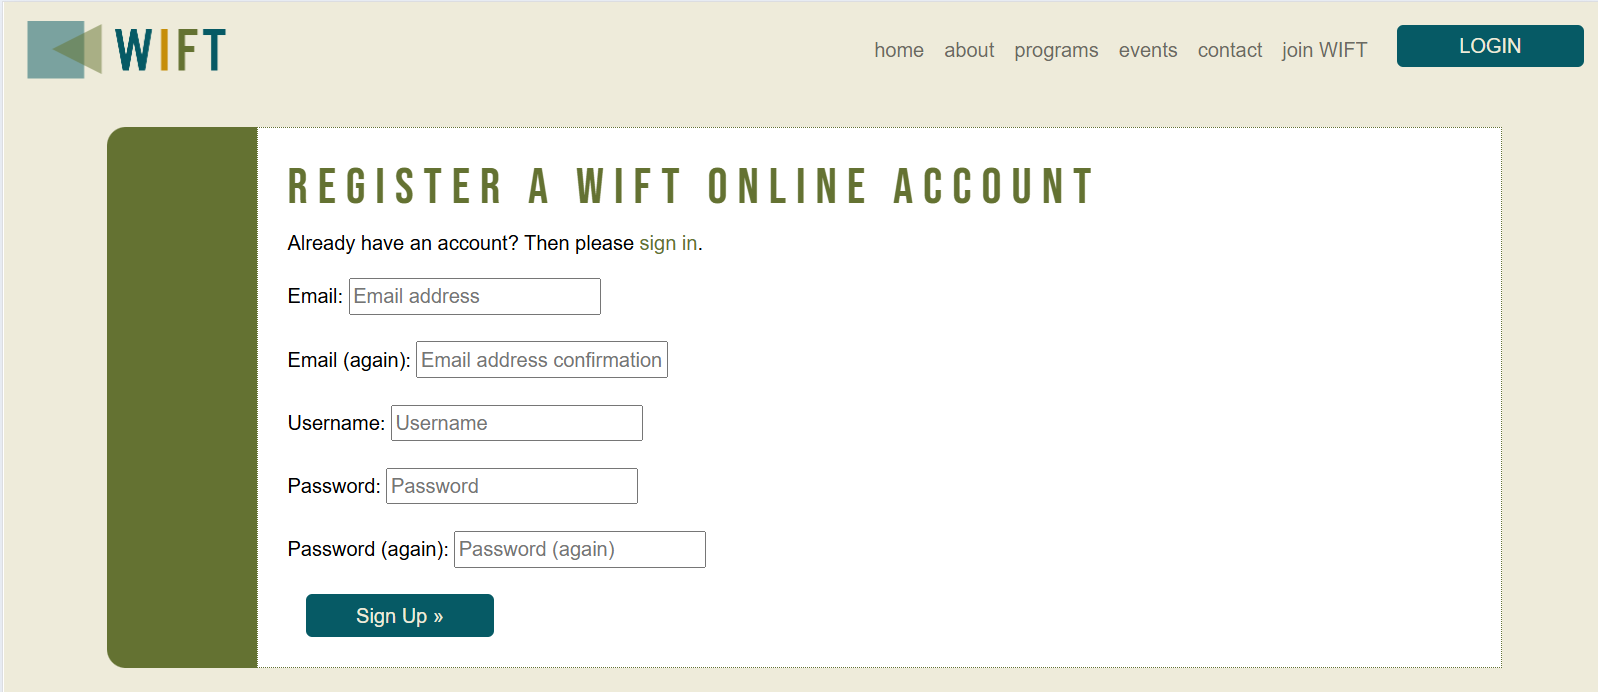 WIFT
home about programs events contact join WIFT LOGIN
REGISTER A WIFT ONLINE ACCOUNT
Already have an account? Then please sign in.
Email: Email address
Email (again): Email address confirmation
Username: Username
Password: Password
Password (again): Password (again)
Sign Up »